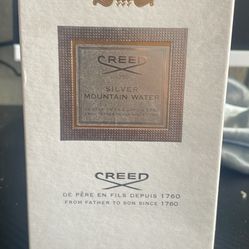 CREED
SILVER
MOUNTAIN WATER
CREED
DE PÈRE EN FILS DEPUIS 1760
FROM FATHER TO SON SINCE 1760